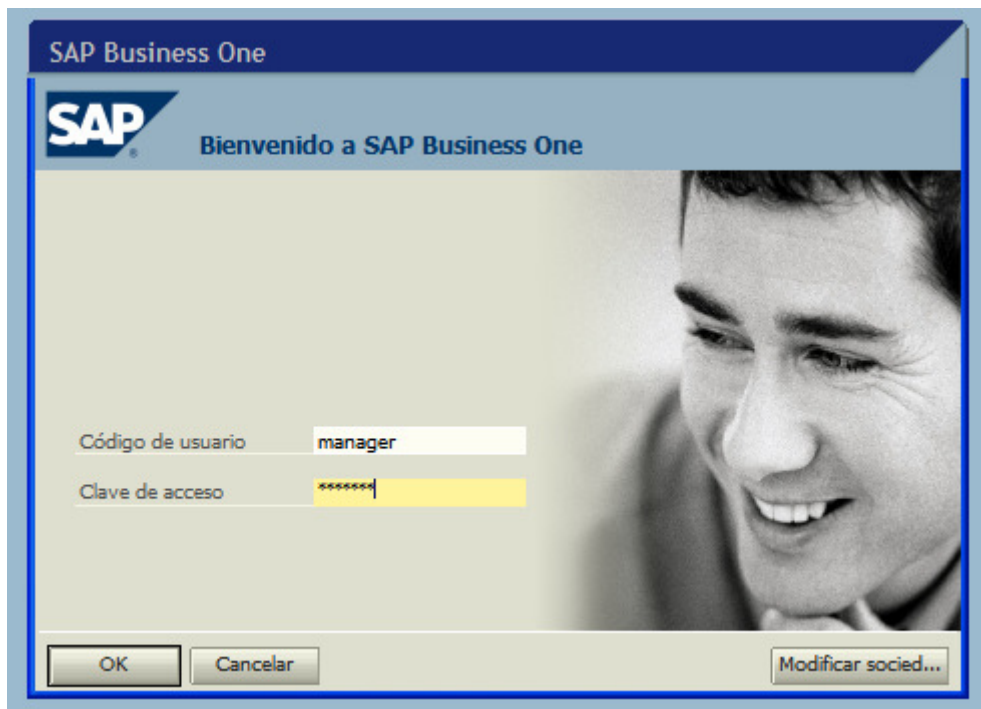 SAP Business One
SAP®
Bienvenido a SAP Business One
Código de usuario manager
Clave de acceso *******
OK Cancelar Modificar socied...